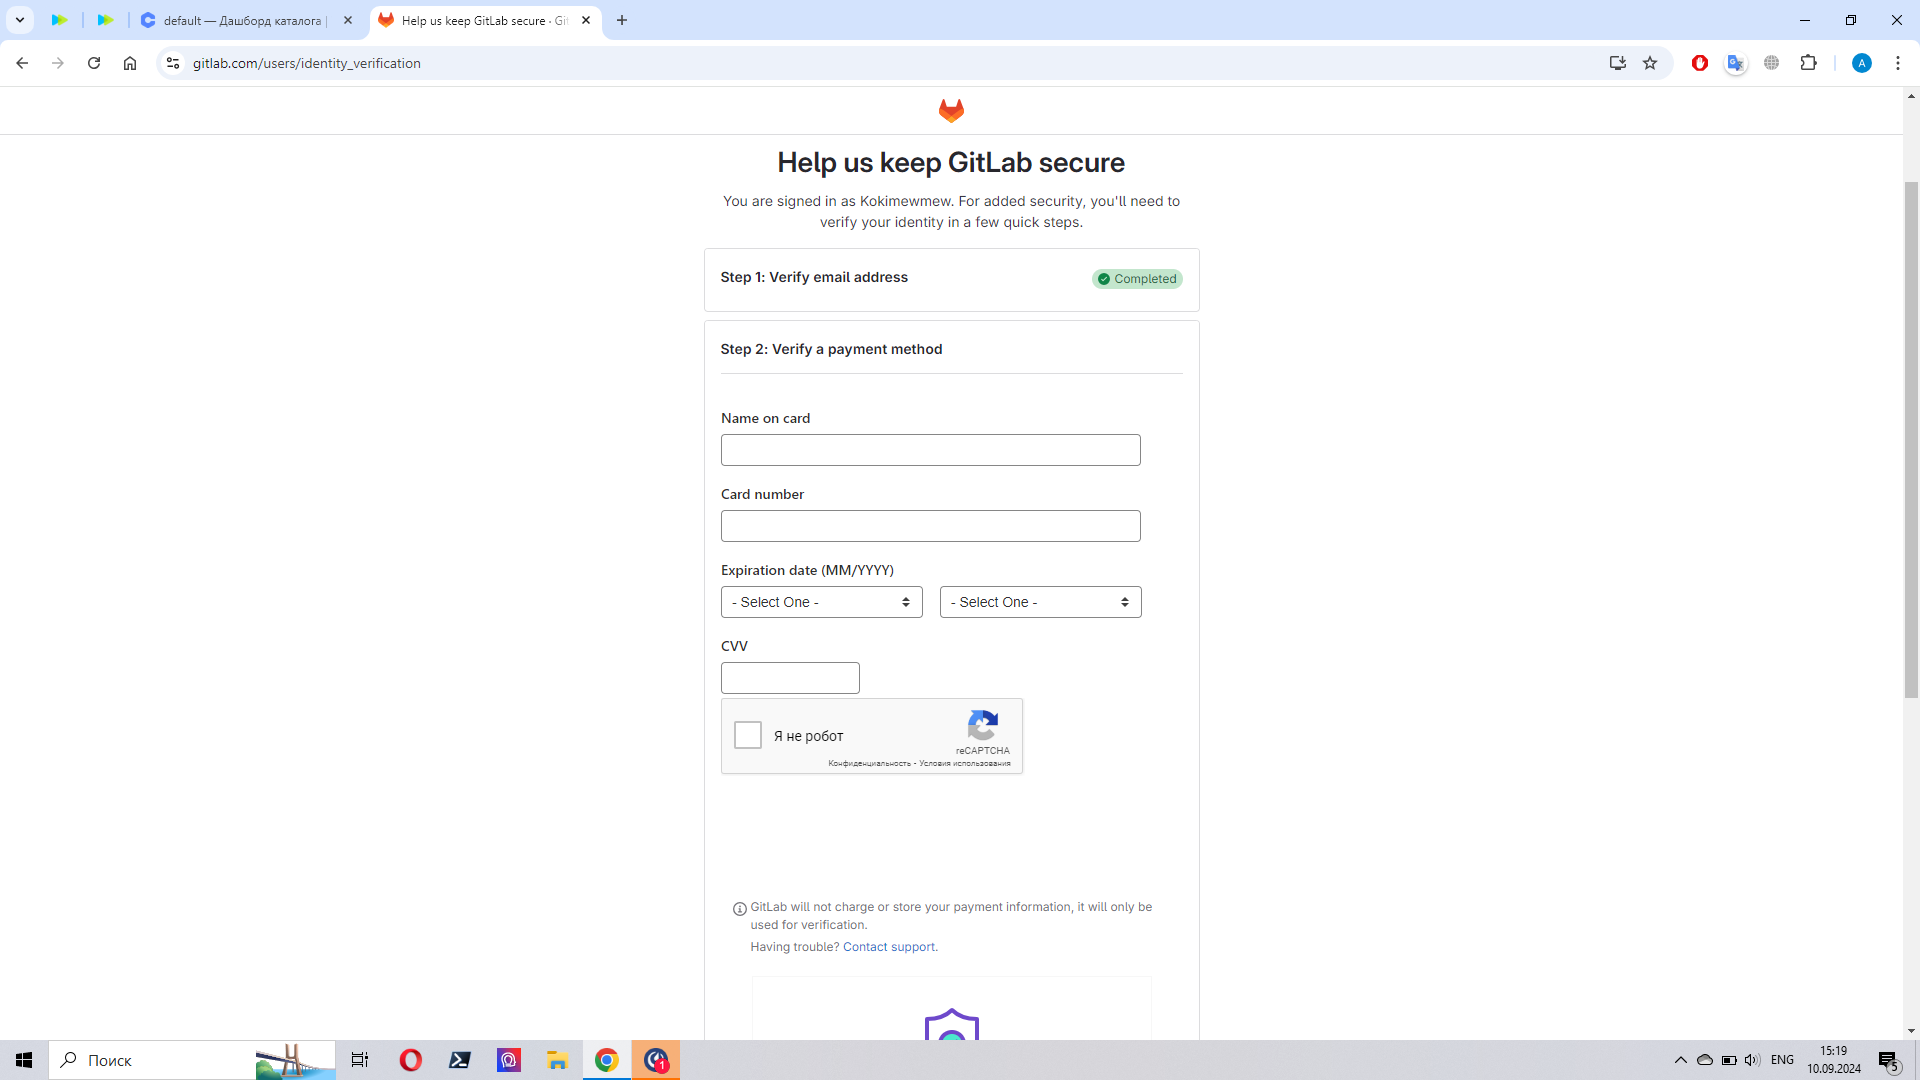 default — Дашборд каталога |
Help us keep GitLab secure · Git
gitlab.com/users/identity_verification
A
Help us keep GitLab secure
You are signed in as Kokimewmew. For added security, you'll need to
verify your identity in a few quick steps.
Step 1: Verify email address
Completed
Step 2: Verify a payment method
Name on card
Card number
Expiration date (MM/YYYY)
- Select One -
- Select One -
CVV
Я не робот
reCAPTCHA
Конфиденциальность - Условия использования
GitLab will not charge or store your payment information, it will only be
used for verification.
Having trouble? Contact support.
Поиск
1
ENG
15:19
10.09.2024
5